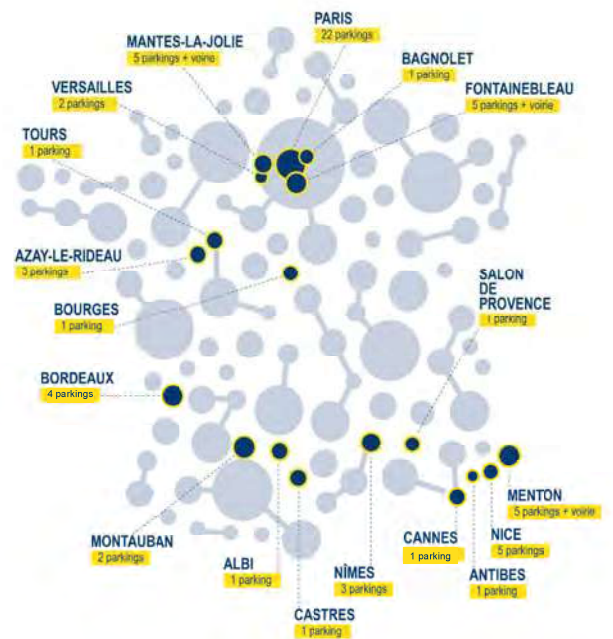 PARIS
22 parkings
MANTES-LA-JOLIE
5 parkings + voirie
BAGNOLET
1 parking
VERSAILLES
2 parkings
FONTAINEBLEAU
5 parkings + voirie
TOURS
1 parking
AZAY-LE-RIDEAU
3 parkings
SALON
DE
PROVENCE
1 parking
BOURGES
1 parking
BORDEAUX
4 parkings
MENTON
5 parkings + voirie
MONTAUBAN
2 parkings
CANNES
1 parking
NICE
5 parkings
ALBI
1 parking
NÎMES
3 parkings
ANTIBES
1 parking
CASTRES
1 parking